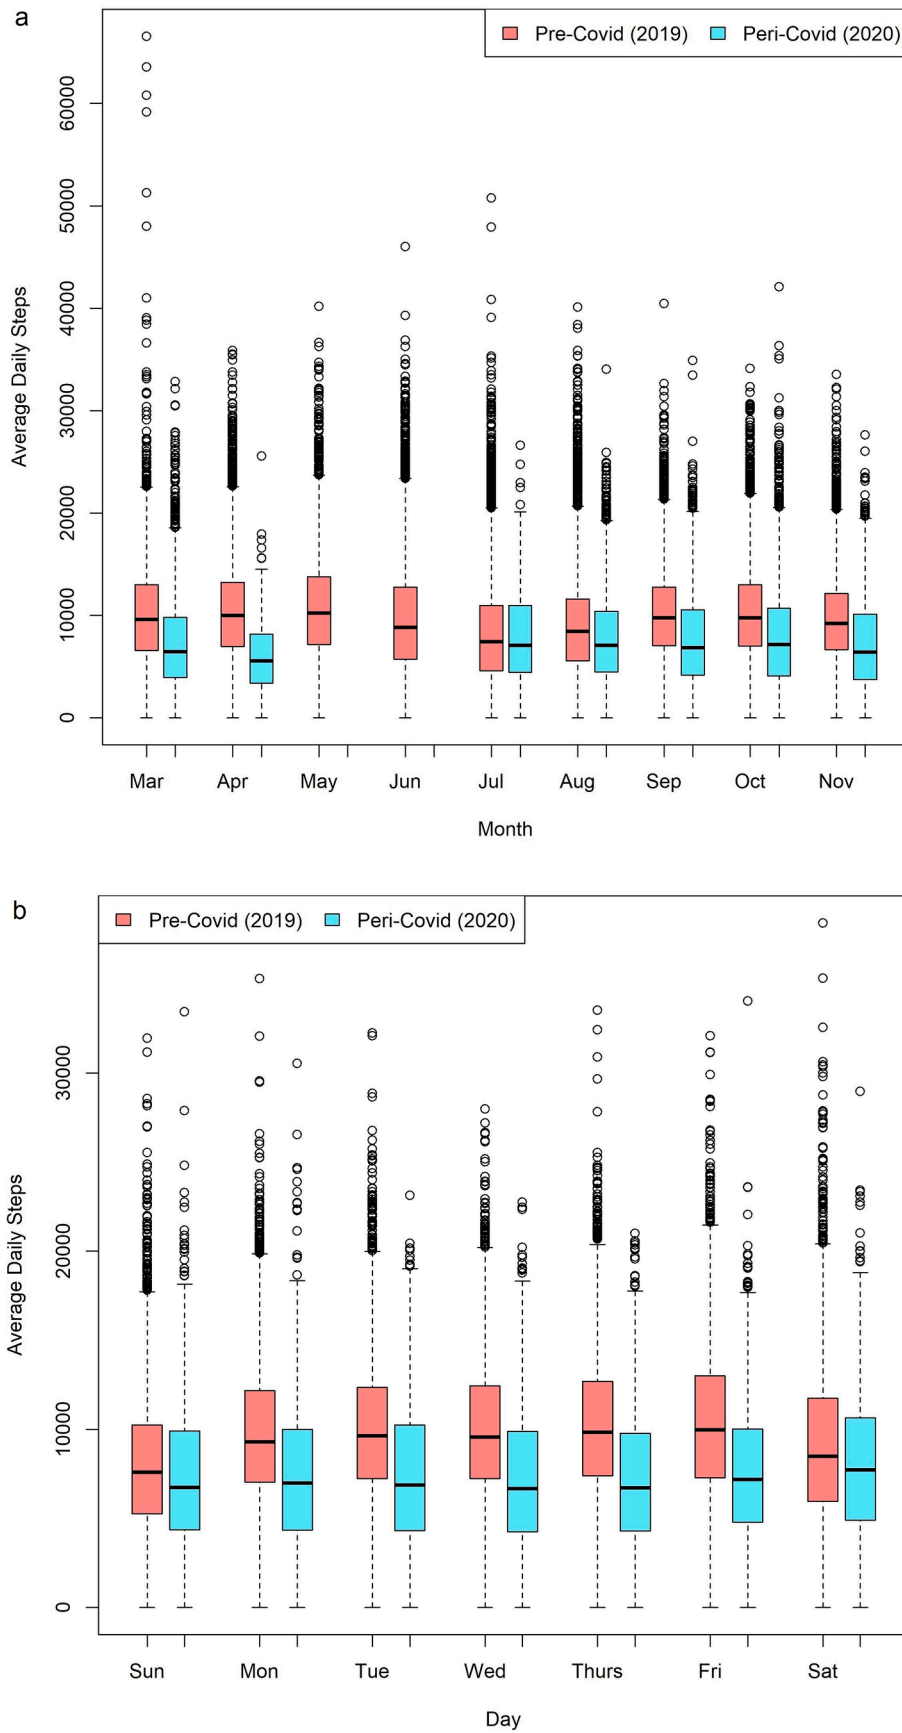 a
Pre-Covid (2019) Peri-Covid (2020)
60000
50000
40000
30000
20000
10000
0
Average Daily Steps
Mar Apr May Jun Jul Aug Sep Oct Nov
Month
b
Pre-Covid (2019) Peri-Covid (2020)
30000
20000
10000
0
Average Daily Steps
Sun Mon Tue Wed Thurs Fri Sat
Day